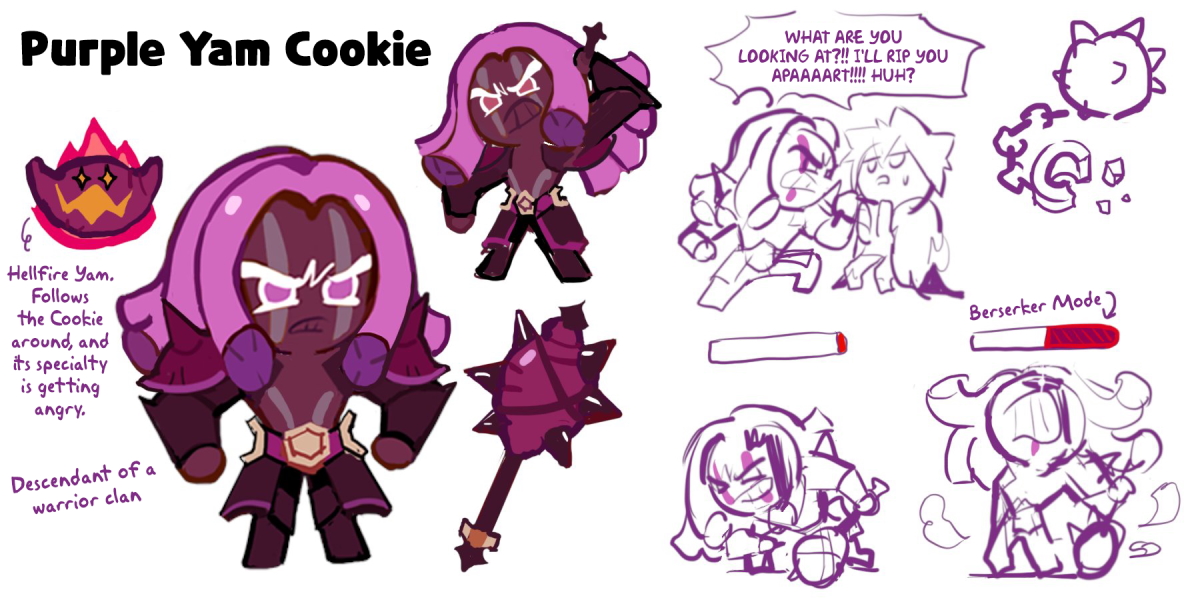 Purple Yam Cookie
Hellfire Yam.
Follows
the Cookie
around, and
its specialty
is getting
angry.
Descendant of a
warrior clan
WHAT ARE YOU
LOOKING AT?!! I'LL RIP YOU
APAAAART!!!! HUH?
Berserker Mode